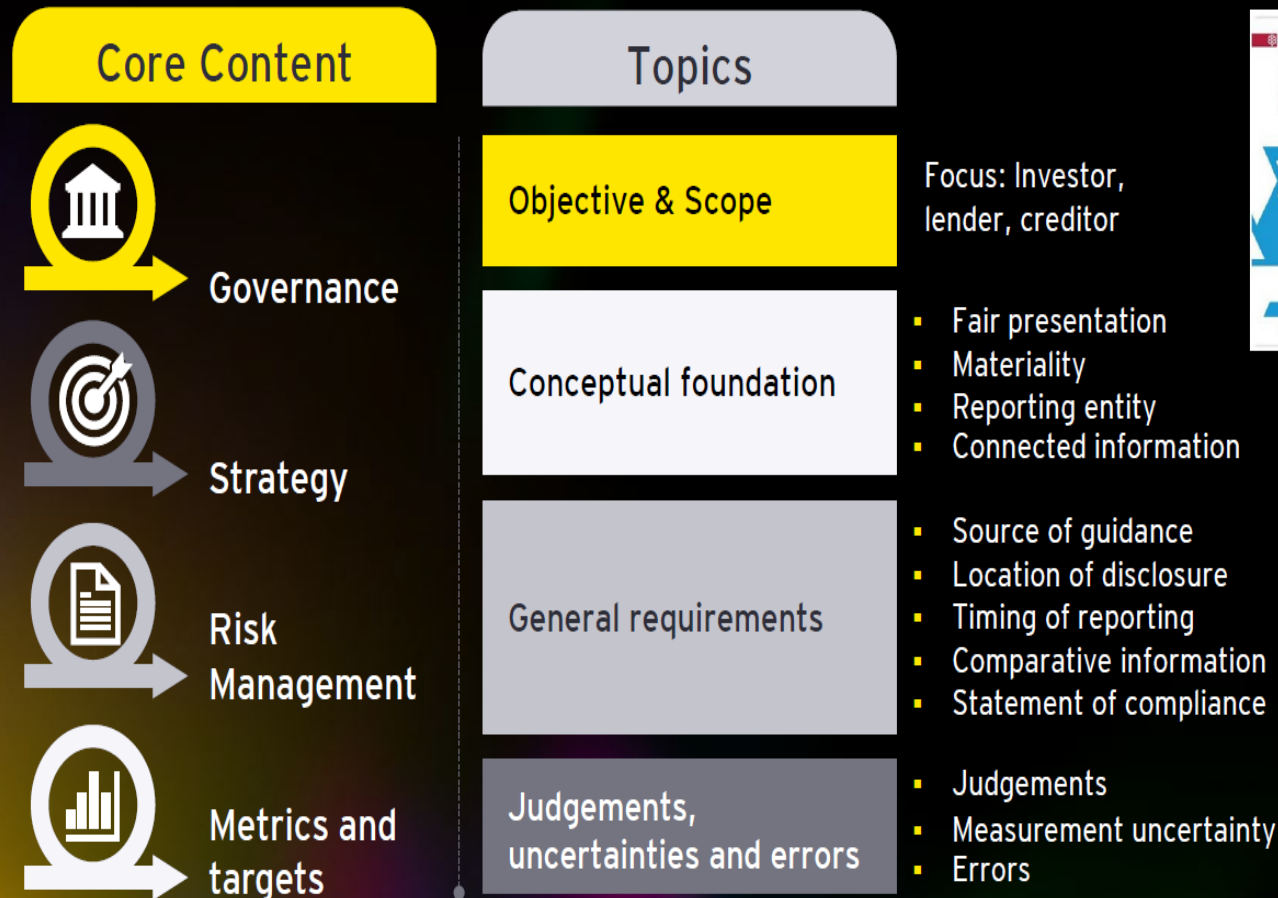 Core Content
Governance
Strategy
Risk
Management
Metrics and
targets
Topics
Objective & Scope
Focus: Investor,
lender, creditor
Conceptual foundation
▪ Fair presentation
▪ Materiality
▪ Reporting entity
▪ Connected information
General requirements
▪ Source of guidance
▪ Location of disclosure
▪ Timing of reporting
▪ Comparative information
▪ Statement of compliance
Judgements,
uncertainties and errors
▪ Judgements
▪ Measurement uncertainty
▪ Errors